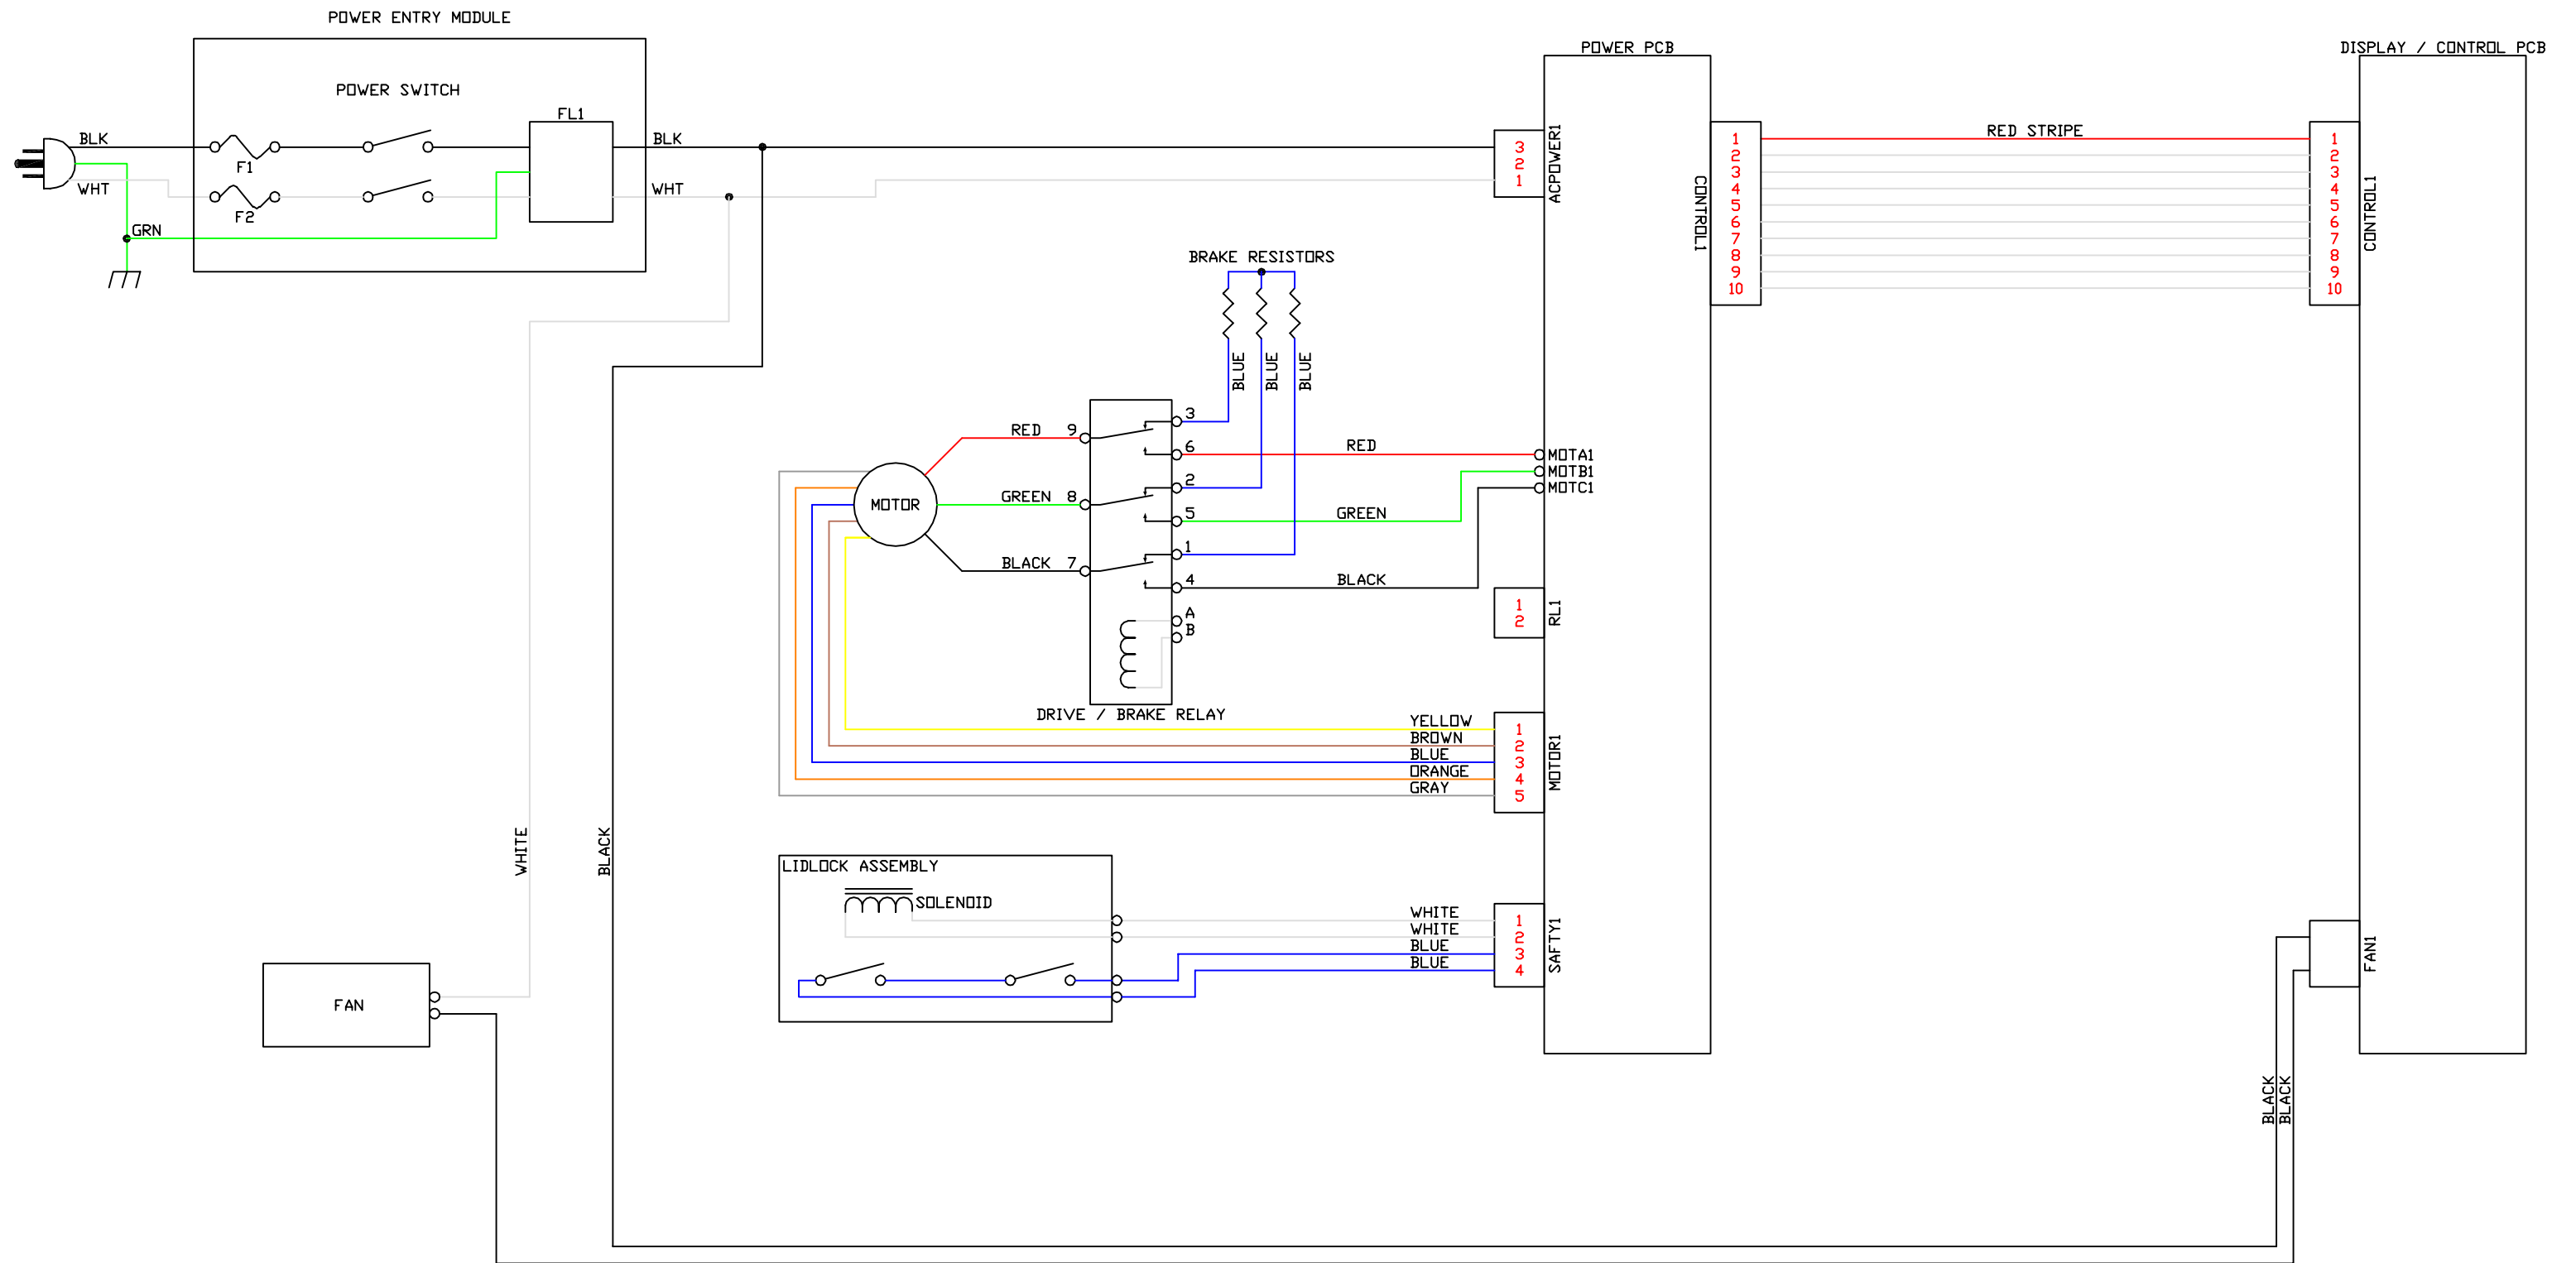 POWER ENTRY MODULE
POWER SWITCH
FL1
BLK
F1
WHT
F2
GRN
BLK
WHT
POWER PCB
ACPOWER1
3
2
1
CONTROL1
1
2
3
4
5
6
7
8
9
10
RED STRIPE
DISPLAY / CONTROL PCB
1
2
3
4
5
6
7
8
9
10
CONTROL1
BRAKE RESISTORS
BLUE
BLUE
BLUE
RED 9
GREEN 8
BLACK 7
MOTOR
3
6
2
5
1
4
A
B
RED
GREEN
BLACK
MOTA1
MOTB1
MOTC1
1
2
RL1
DRIVE / BRAKE RELAY
YELLOW
BROWN
BLUE
ORANGE
GRAY
1
2
3
4
5
MOTOR1
WHITE
BLACK
LIDLOCK ASSEMBLY
SOLENOID
WHITE
WHITE
BLUE
BLUE
1
2
3
4
SAFTY1
FAN
FAN1
BLACK
BLACK